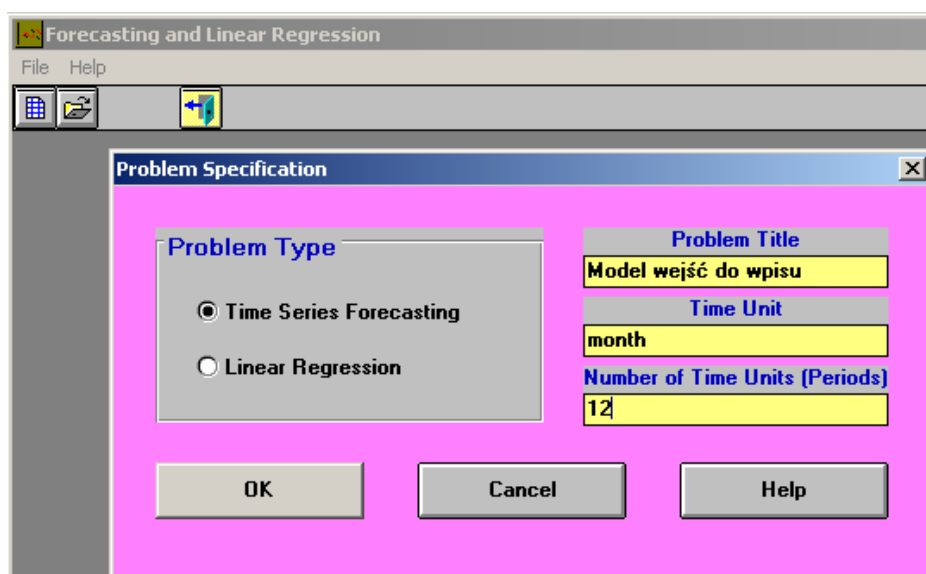 Forecasting and Linear Regression
File Help
Problem Specification
Problem Type
Time Series Forecasting
Linear Regression
Problem Title
Model wejść do wpisu
Time Unit
month
Number of Time Units (Periods)
12
OK Cancel Help